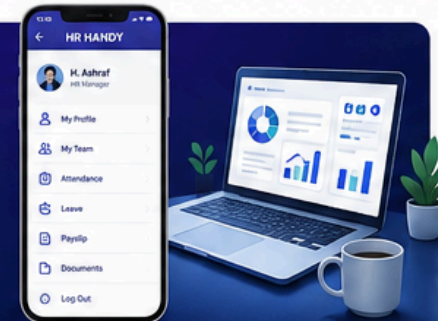 HR HANDY
H. Ashraf
HR Manager
My Profile
My Team
Attendance
Leave
Payslip
Documents
Log Out